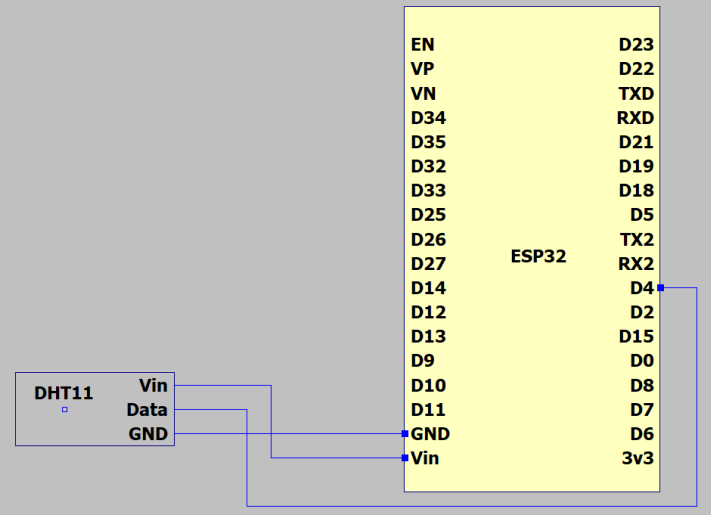 EN D23
VP D22
VN TXD
D34 RXD
D35 D21
D32 D19
D33 D18
D25 D5
D26 TX2
ESP32
D27 RX2
D14 D4
D12 D2
D13 D15
D9 D0
D10 D8
D11 D7
GND D6
Vin 3v3
DHT11
Vin
Data
GND